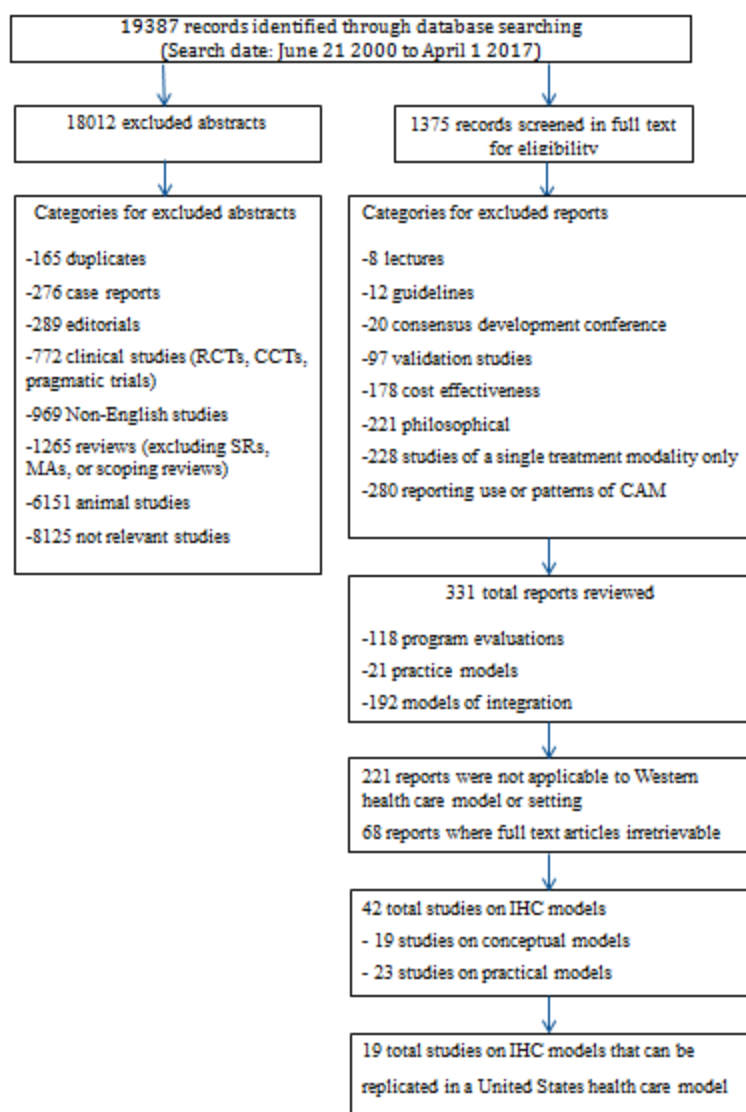 19387 records identified through database searching
(Search date: June 21 2000 to April 1 2017)
18012 excluded abstracts
1375 records screened in full text
for eligibility
Categories for excluded abstracts
-165 duplicates
-276 case reports
-289 editorials
-772 clinical studies (RCTs, CCTs,
pragmatic trials)
-969 Non-English studies
-1265 reviews (excluding SRs,
MAs, or scoping reviews)
-6151 animal studies
-8125 not relevant studies
Categories for excluded reports
-8 lectures
-12 guidelines
-20 consensus development conference
-97 validation studies
-178 cost effectiveness
-221 philosophical
-228 studies of a single treatment modality only
-280 reporting use or patterns of CAM
331 total reports reviewed
-118 program evaluations
-21 practice models
-192 models of integration
221 reports were not applicable to Western
health care model or setting
68 reports where full text articles irretrievable
42 total studies on IHC models
- 19 studies on conceptual models
- 23 studies on practical models
19 total studies on IHC models that can be
replicated in a United States health care model